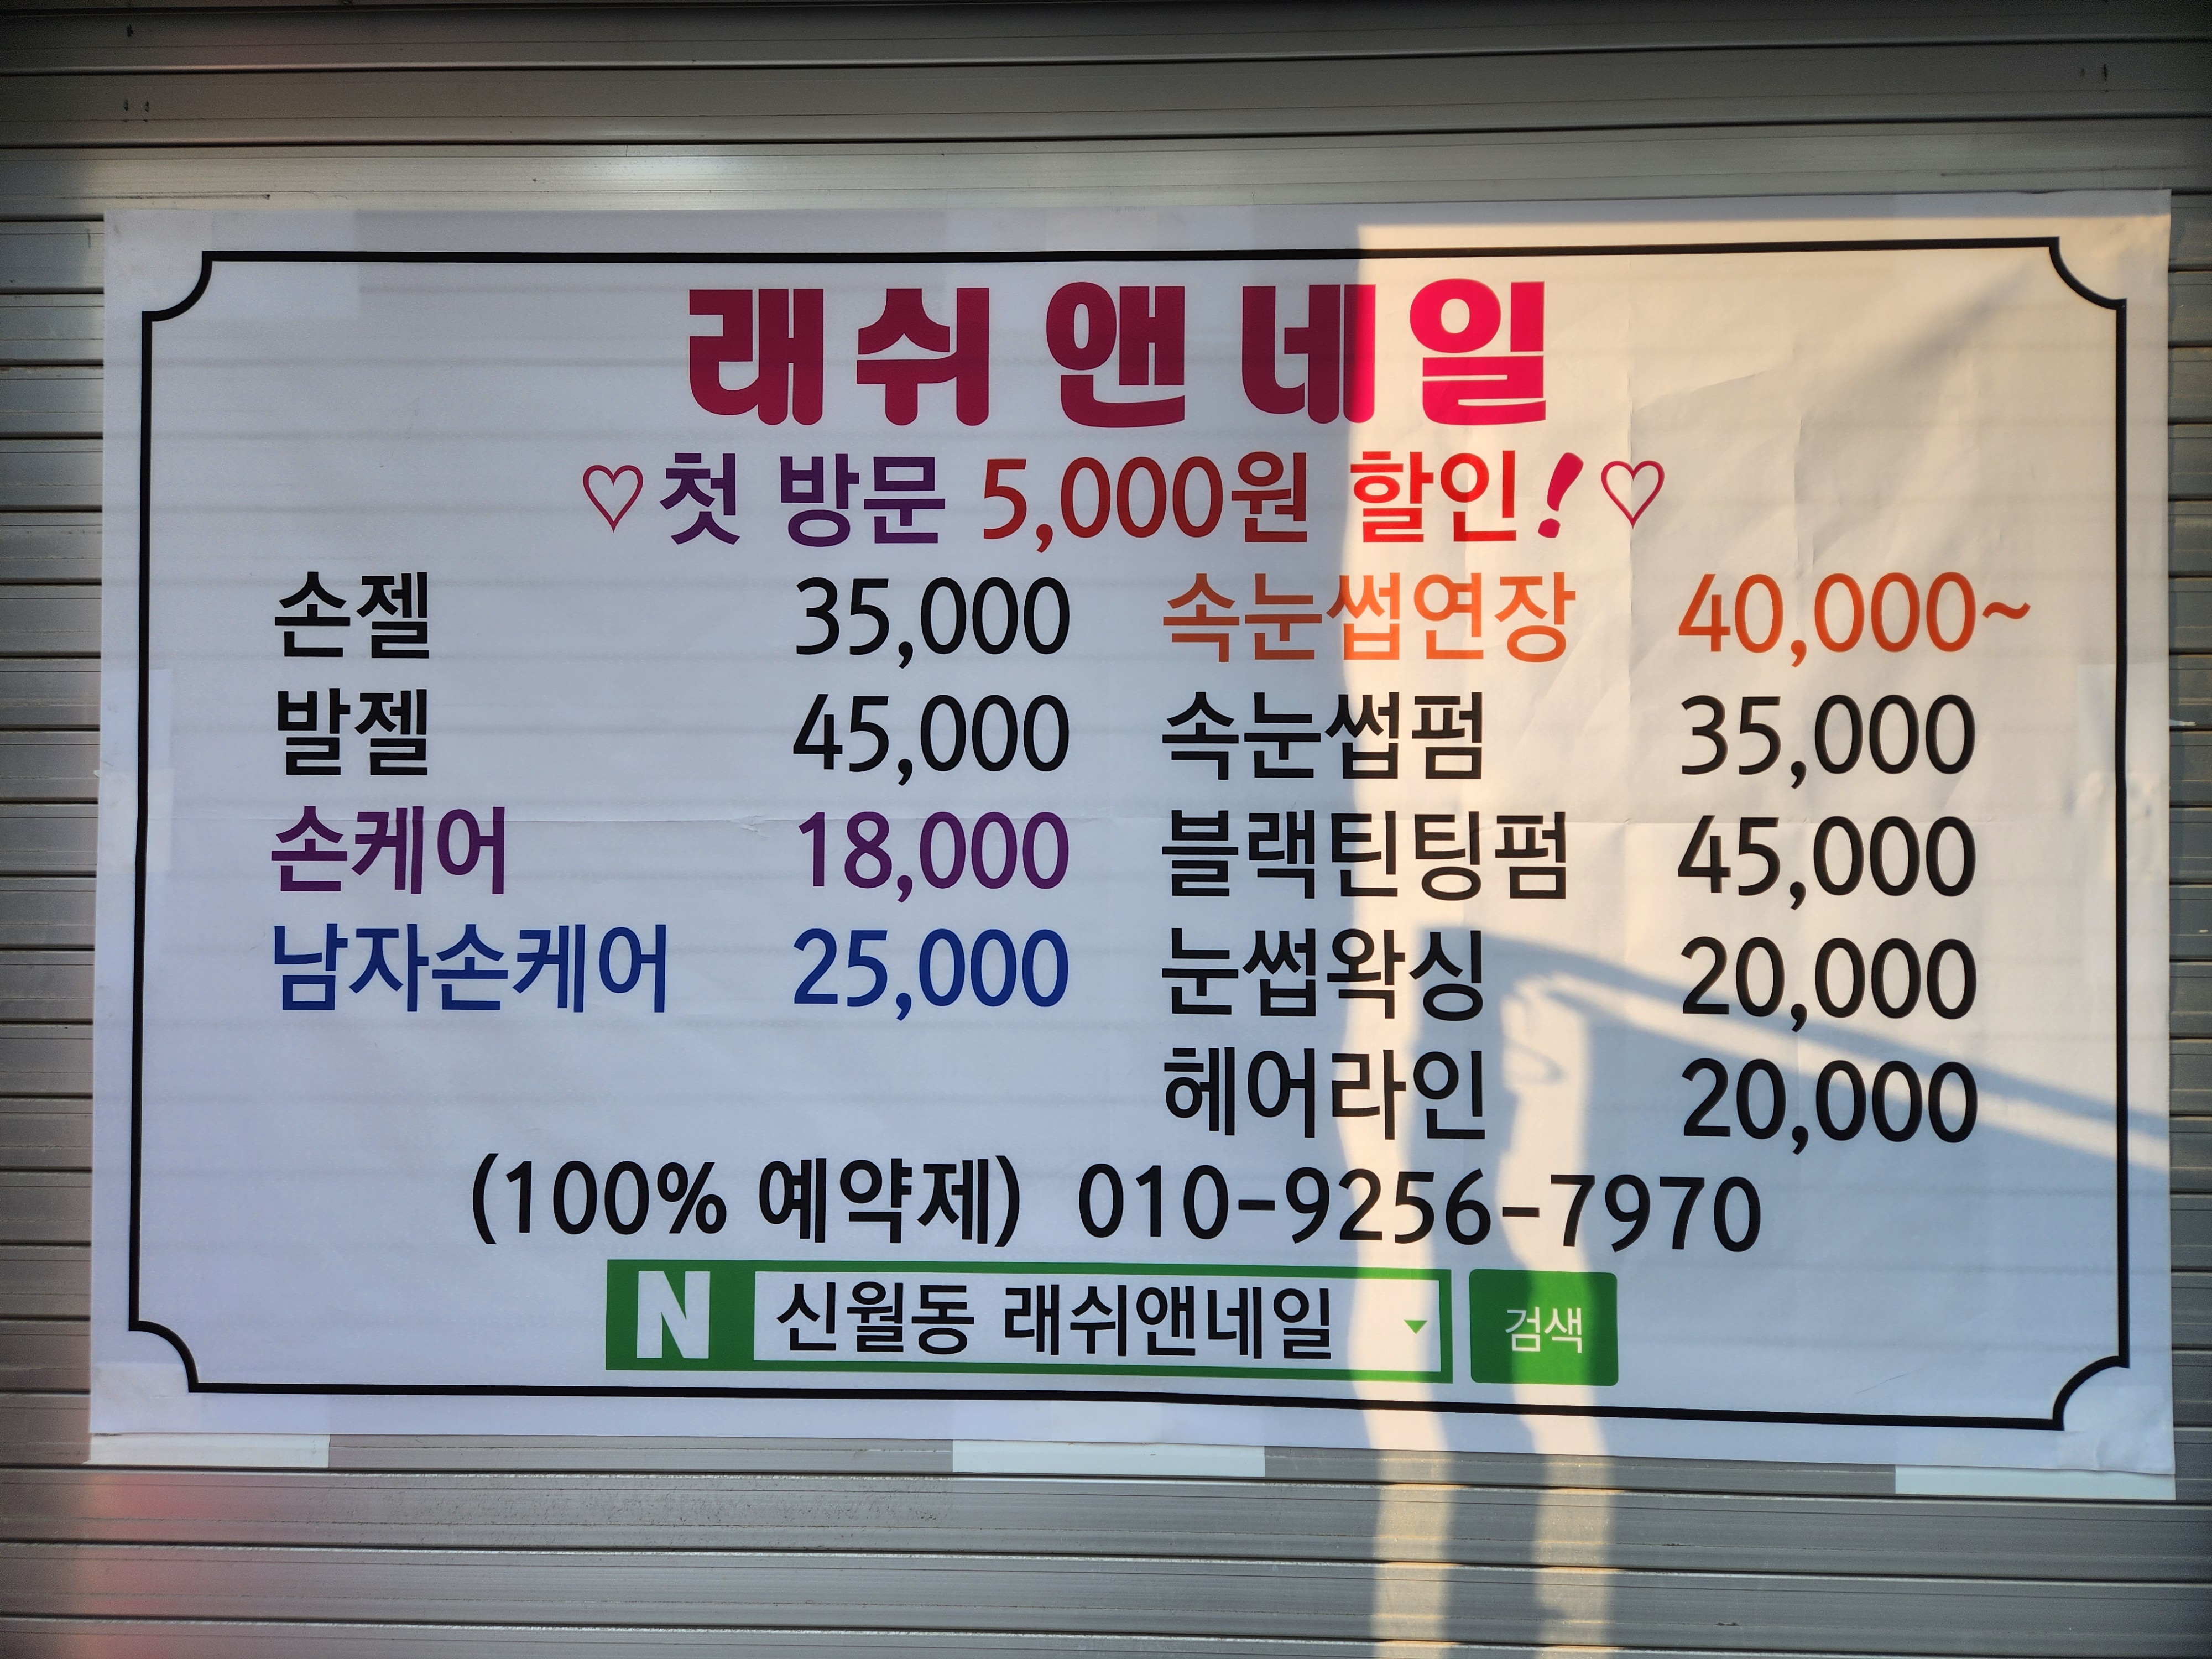 래쉬앤네일
♡첫 방문 5,000원 할인!♡
손젤 35,000 속눈썹연장 40,000~
발젤 45,000 속눈썹펌 35,000
손케어 18,000 블랙틴팅펌 45,000
남자손케어 25,000 눈썹왁싱 20,000
헤어라인 20,000
(100% 예약제) 010-9256-7970
N 신월동 래쉬앤네일 검색